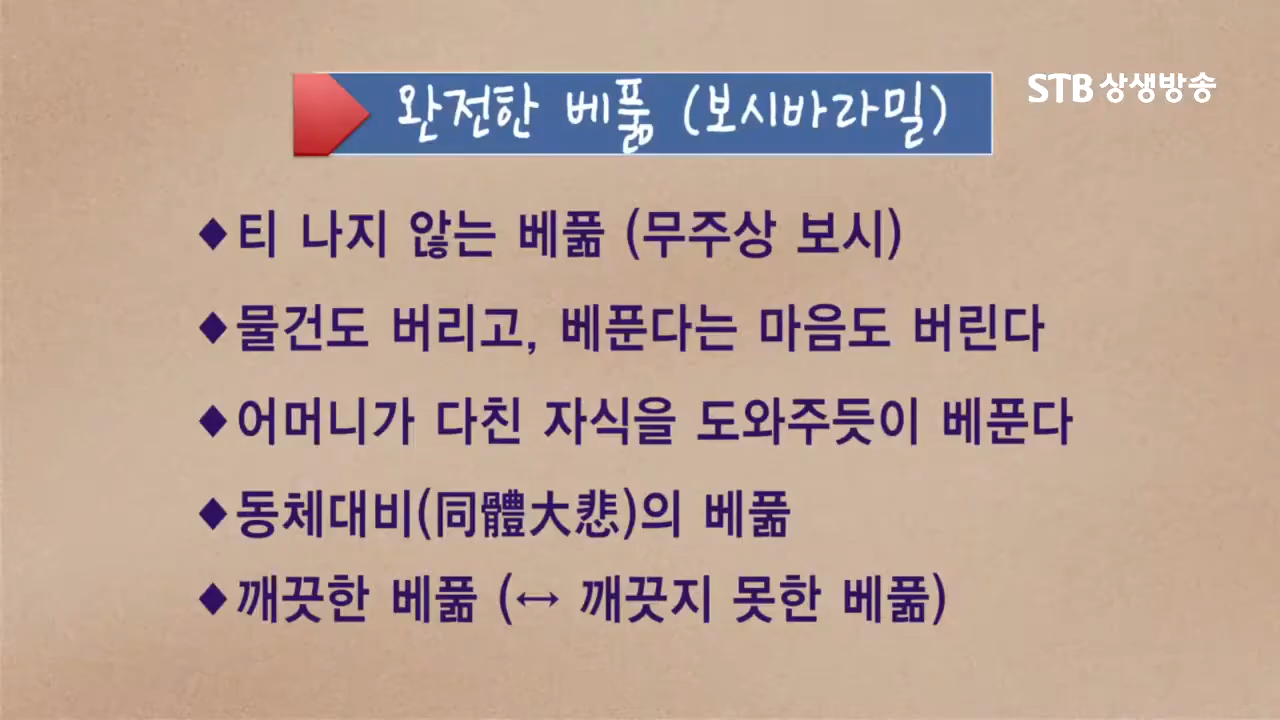 완전한 베풂 (보시바라밀)
STB 상생방송
◆티 나지 않는 베풂 (무주상 보시)
◆물건도 버리고, 베푼다는 마음도 버린다
◆어머니가 다친 자식을 도와주듯이 베푼다
◆동체대비(同體大悲)의 베풂
◆깨끗한 베풂 (↔ 깨끗지 못한 베풂)